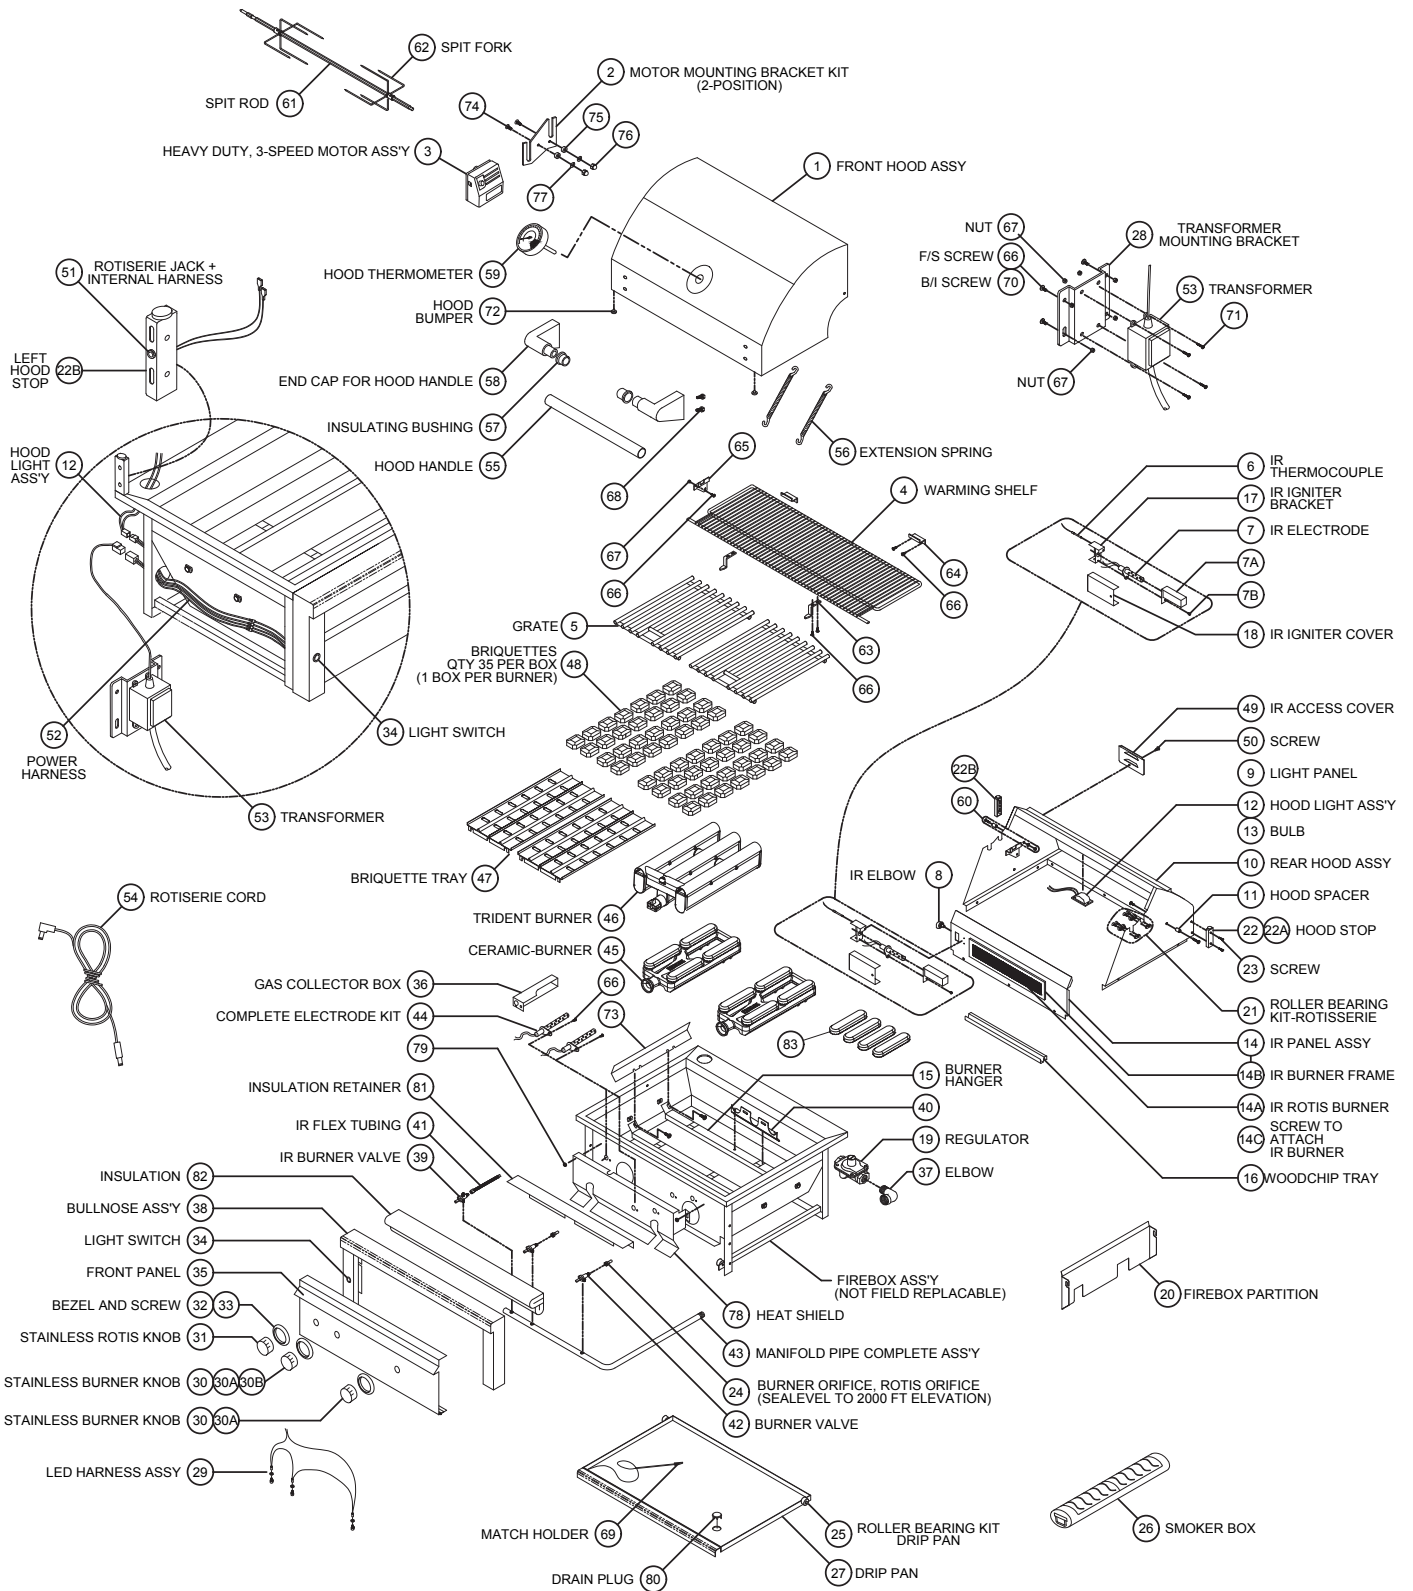 62 SPIT FORK
2 MOTOR MOUNTING BRACKET KIT
(2-POSITION)
SPIT ROD 61
74
75
76
77
HEAVY DUTY, 3-SPEED MOTOR ASS'Y 3
1 FRONT HOOD ASSY
NUT 67
28 TRANSFORMER
MOUNTING BRACKET
F/S SCREW 66
B/I SCREW 70
53 TRANSFORMER
71
NUT 67
51 ROTISERIE JACK +
INTERNAL HARNESS
HOOD THERMOMETER 59
HOOD
BUMPER 72
LEFT
HOOD
STOP 22B
END CAP FOR HOOD HANDLE 58
INSULATING BUSHING 57
HOOD HANDLE 55
56 EXTENSION SPRING
68
HOOD
LIGHT
ASS'Y 12
65
4 WARMING SHELF
6 IR
THERMOCOUPLE
17 IR IGNITER
BRACKET
7 IR ELECTRODE
7A
7B
18 IR IGNITER COVER
67
66
64
66
63
66
GRATE 5
BRIQUETTES
QTY 35 PER BOX
(1 BOX PER BURNER) 48
34 LIGHT SWITCH
52
POWER
HARNESS
53 TRANSFORMER
49 IR ACCESS COVER
50 SCREW
9 LIGHT PANEL
22B
60
12 HOOD LIGHT ASS'Y
13 BULB
10 REAR HOOD ASSY
11 HOOD SPACER
22 22A HOOD STOP
23 SCREW
21 ROLLER BEARING
KIT-ROTISSERIE
14 IR PANEL ASSY
14B IR BURNER FRAME
14A IR ROTIS BURNER
14C SCREW TO
ATTACH
IR BURNER
16 WOODCHIP TRAY
BRIQUETTE TRAY 47
IR ELBOW 8
TRIDENT BURNER 46
CERAMIC-BURNER 45
54 ROTISERIE CORD
GAS COLLECTOR BOX 36
66
COMPLETE ELECTRODE KIT 44
73
83
79
15 BURNER
HANGER
INSULATION RETAINER 81
40
IR FLEX TUBING 41
19 REGULATOR
IR BURNER VALVE 39
37 ELBOW
INSULATION 82
BULLNOSE ASS'Y 38
LIGHT SWITCH 34
FRONT PANEL 35
FIREBOX ASS'Y
(NOT FIELD REPLACABLE)
20 FIREBOX PARTITION
BEZEL AND SCREW 32 33
78 HEAT SHIELD
STAINLESS ROTIS KNOB 31
43 MANIFOLD PIPE COMPLETE ASS'Y
STAINLESS BURNER KNOB 30 30A 30B
24 BURNER ORIFICE, ROTIS ORIFICE
(SEALEVEL TO 2000 FT ELEVATION)
STAINLESS BURNER KNOB 30 30A
42 BURNER VALVE
LED HARNESS ASSY 29
MATCH HOLDER 69
25 ROLLER BEARING KIT
DRIP PAN
26 SMOKER BOX
DRAIN PLUG 80
27 DRIP PAN